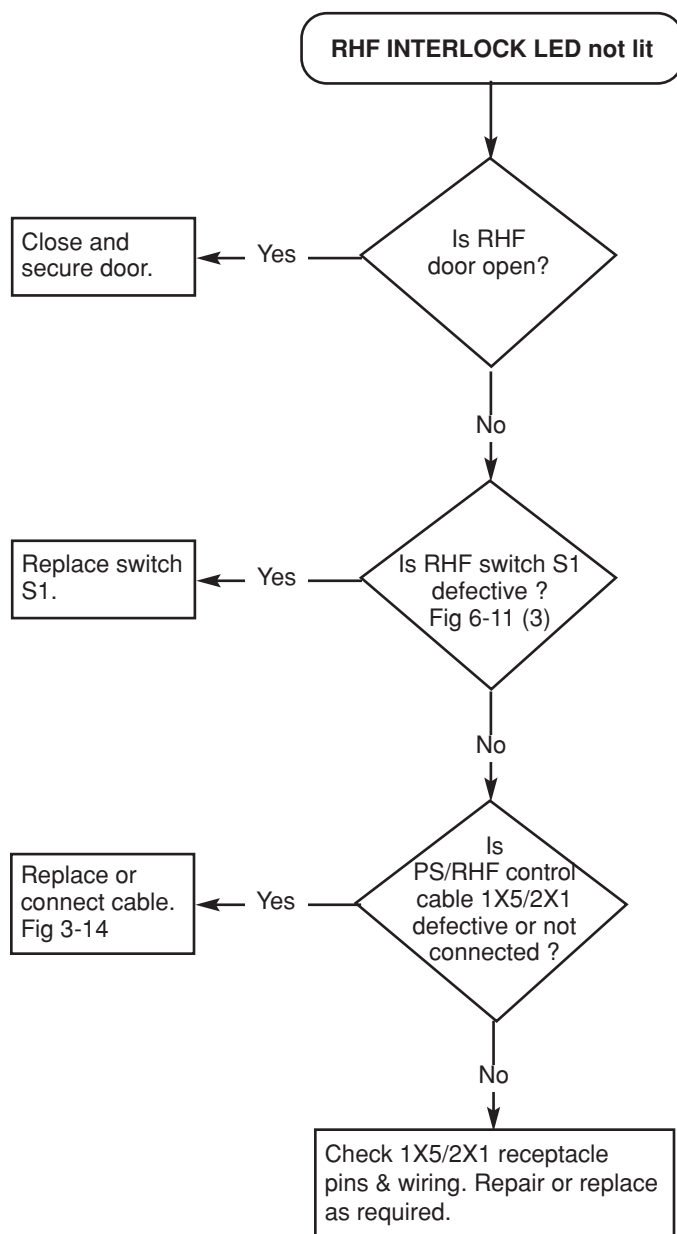 RHF INTERLOCK LED not lit
Is RHF
door open?
Yes
Close and
secure door.
No
Is RHF switch S1
defective ?
Fig 6-11 (3)
Yes
Replace switch
S1.
No
Is
PS/RHF control
cable 1X5/2X1
defective or not
connected ?
Yes
Replace or
connect cable.
Fig 3-14
No
Check 1X5/2X1 receptacle
pins & wiring. Repair or replace
as required.